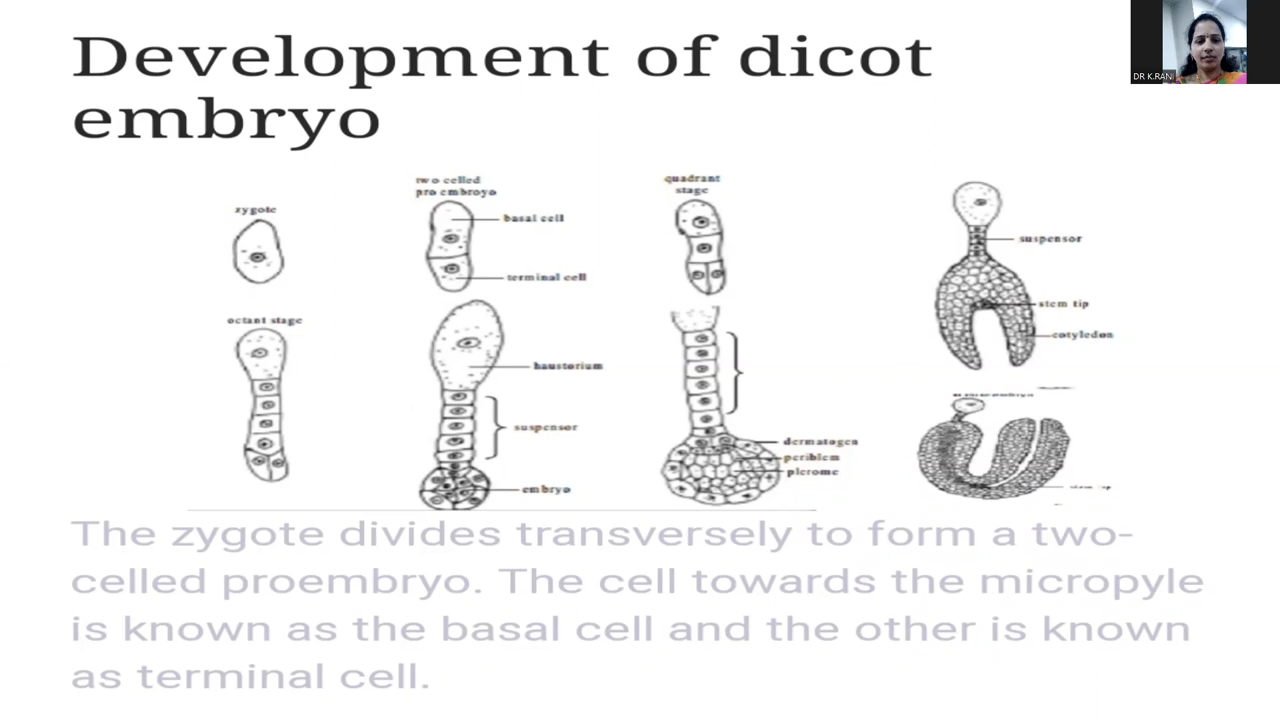 Development of dicot
embryo
DR K.RANI
two celled
pro embroyo
quadrant
stage
zygote
basal cell
terminal cell
suspensor
stem tip
cotyledon
octant stage
haustorium
suspensor
embryo
dermatogen
periblem
plerome
The zygote divides transversely to form a two-
celled proembryo. The cell towards the micropyle
is known as the basal cell and the other is known
as terminal cell.